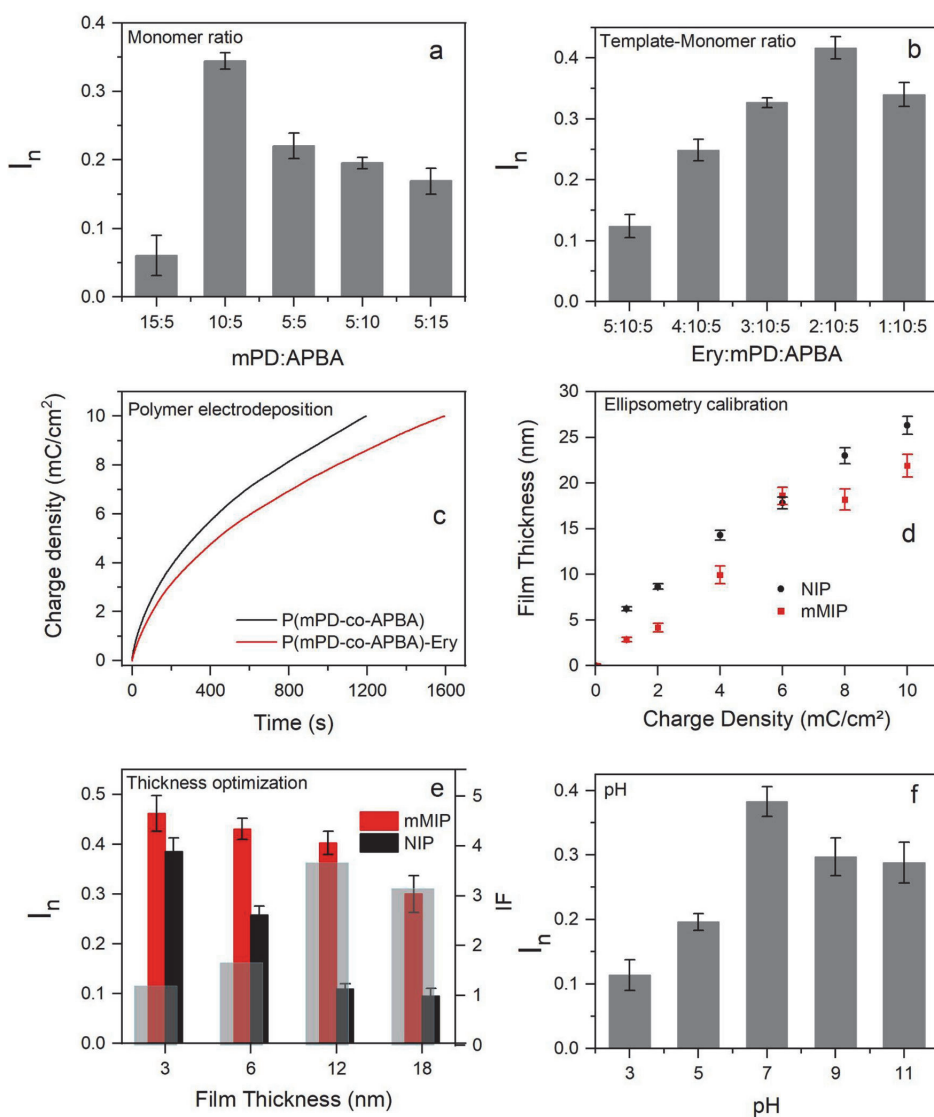 Monomer ratio
a
I_n
0.4
0.3
0.2
0.1
0.0
15:5 10:5 5:5 5:10 5:15
mPD:APBA
Template-Monomer ratio
b
I_n
0.4
0.3
0.2
0.1
0.0
5:10:5 4:10:5 3:10:5 2:10:5 1:10:5
Ery:mPD:APBA
Polymer electrodeposition
c
Charge density (mC/cm²)
10
8
6
4
2
0
P(mPD-co-APBA)
P(mPD-co-APBA)-Ery
0 400 800 1200 1600
Time (s)
Ellipsometry calibration
d
Film Thickness (nm)
30
25
20
15
10
5
0
NIP
mMIP
0 2 4 6 8 10
Charge Density (mC/cm²)
Thickness optimization
e
I_n
0.5
0.4
0.3
0.2
0.1
0.0
mMIP
NIP
5
4
3
2
1
0
IF
3 6 12 18
Film Thickness (nm)
pH
f
I_n
0.4
0.3
0.2
0.1
0.0
3 5 7 9 11
pH